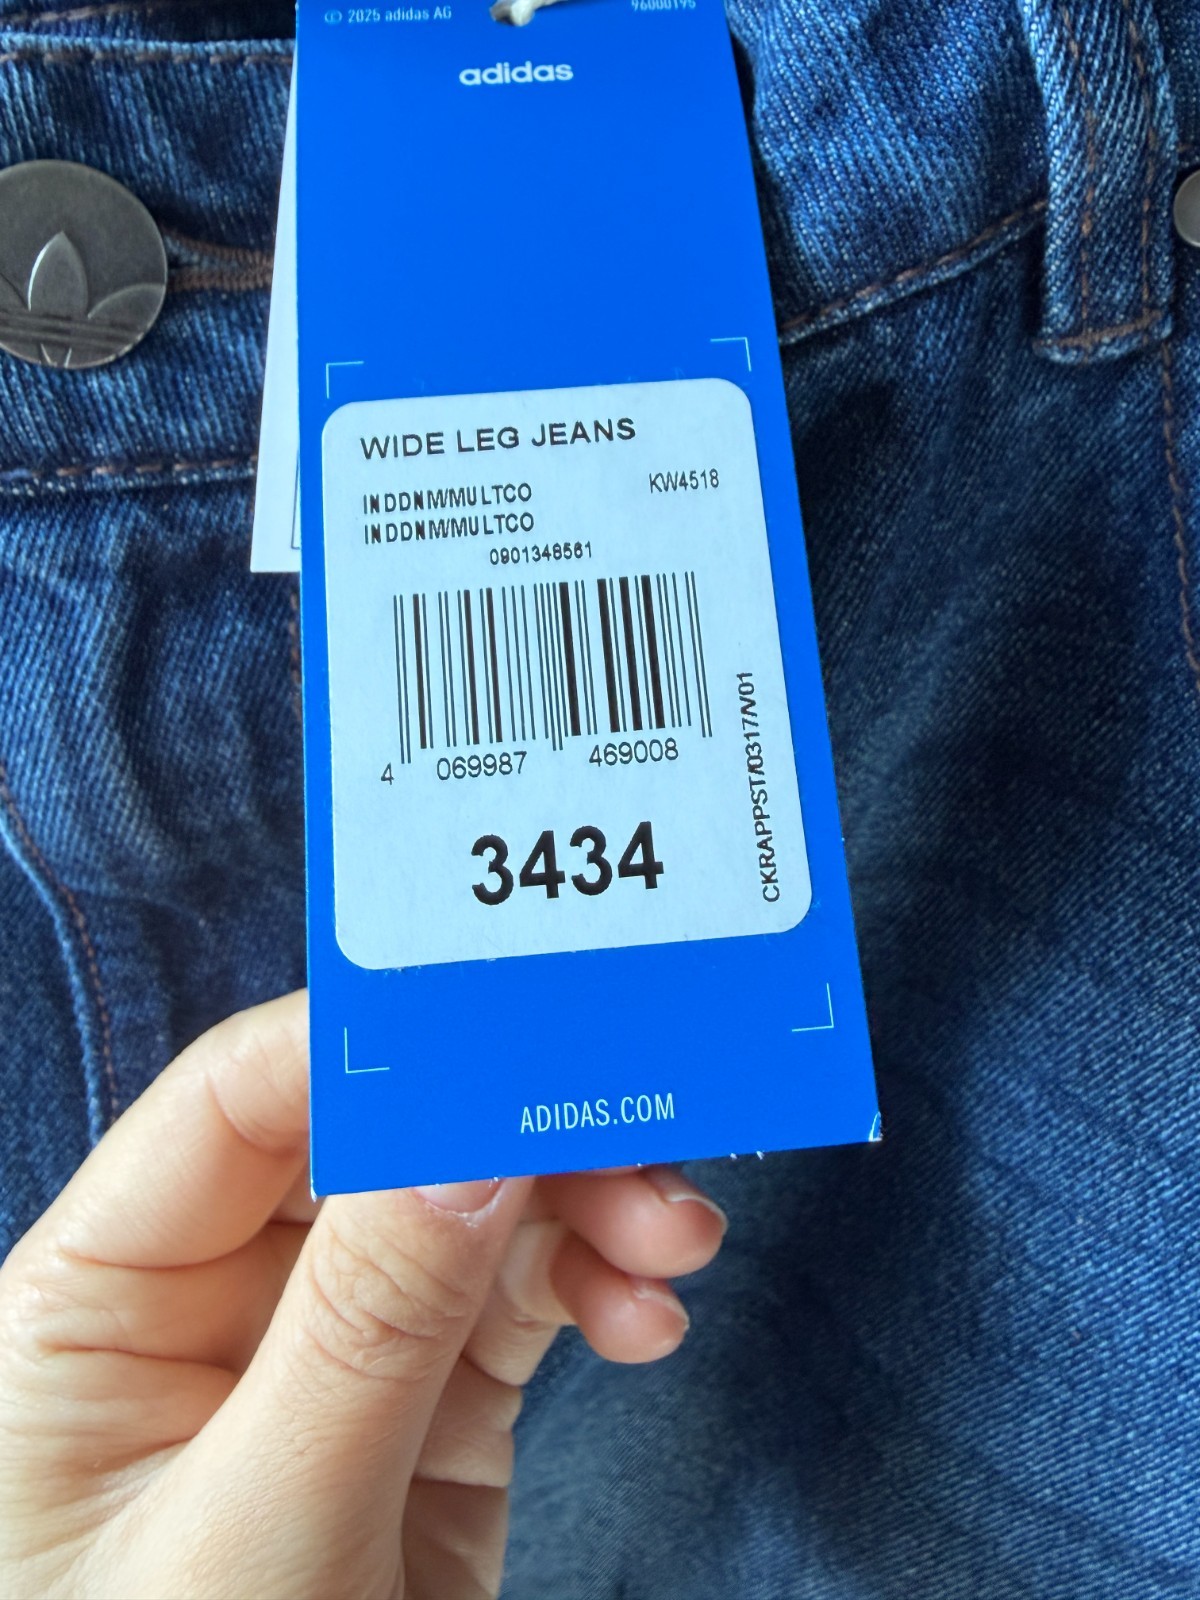 © 2025 adidas AG
96000195
adidas
WIDE LEG JEANS
INDDNM/MULTCO
KW4518
INDDNM/MULTCO
0901348561
4 069987 469008
3434
CKRAPPST/0317/V01
ADIDAS.COM